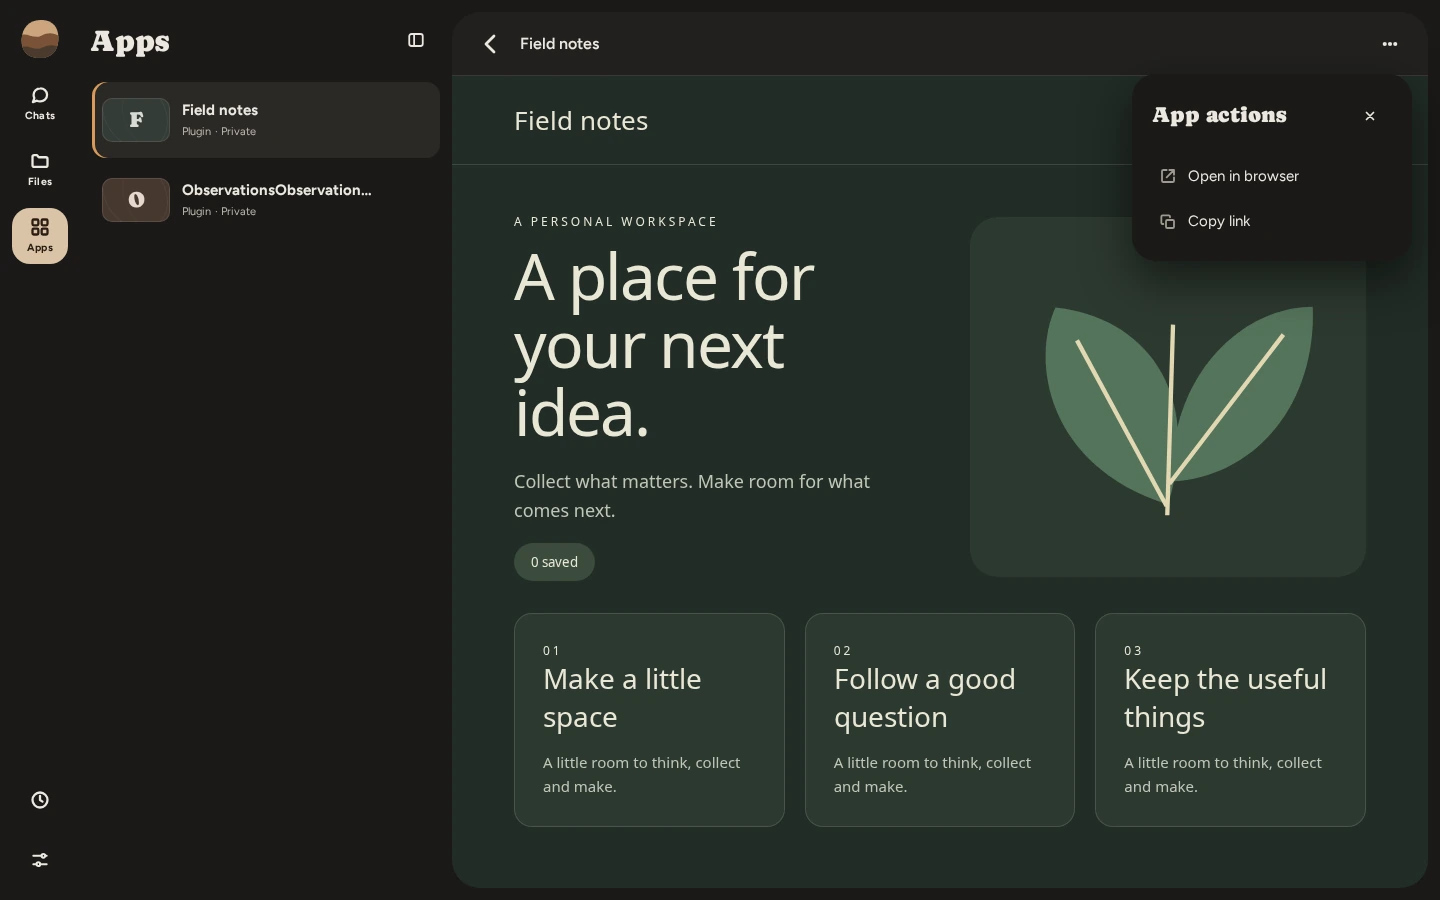 Apps
Chats
Files
Apps
F
Field notes
Plugin · Private
O
ObservationsObservation...
Plugin · Private
Field notes
Field notes
App actions
Open in browser
Copy link
A PERSONAL WORKSPACE
A place for
your next
idea.
Collect what matters. Make room for what
comes next.
0 saved
01
Make a little
space
A little room to think, collect
and make.
02
Follow a good
question
A little room to think, collect
and make.
03
Keep the useful
things
A little room to think, collect
and make.